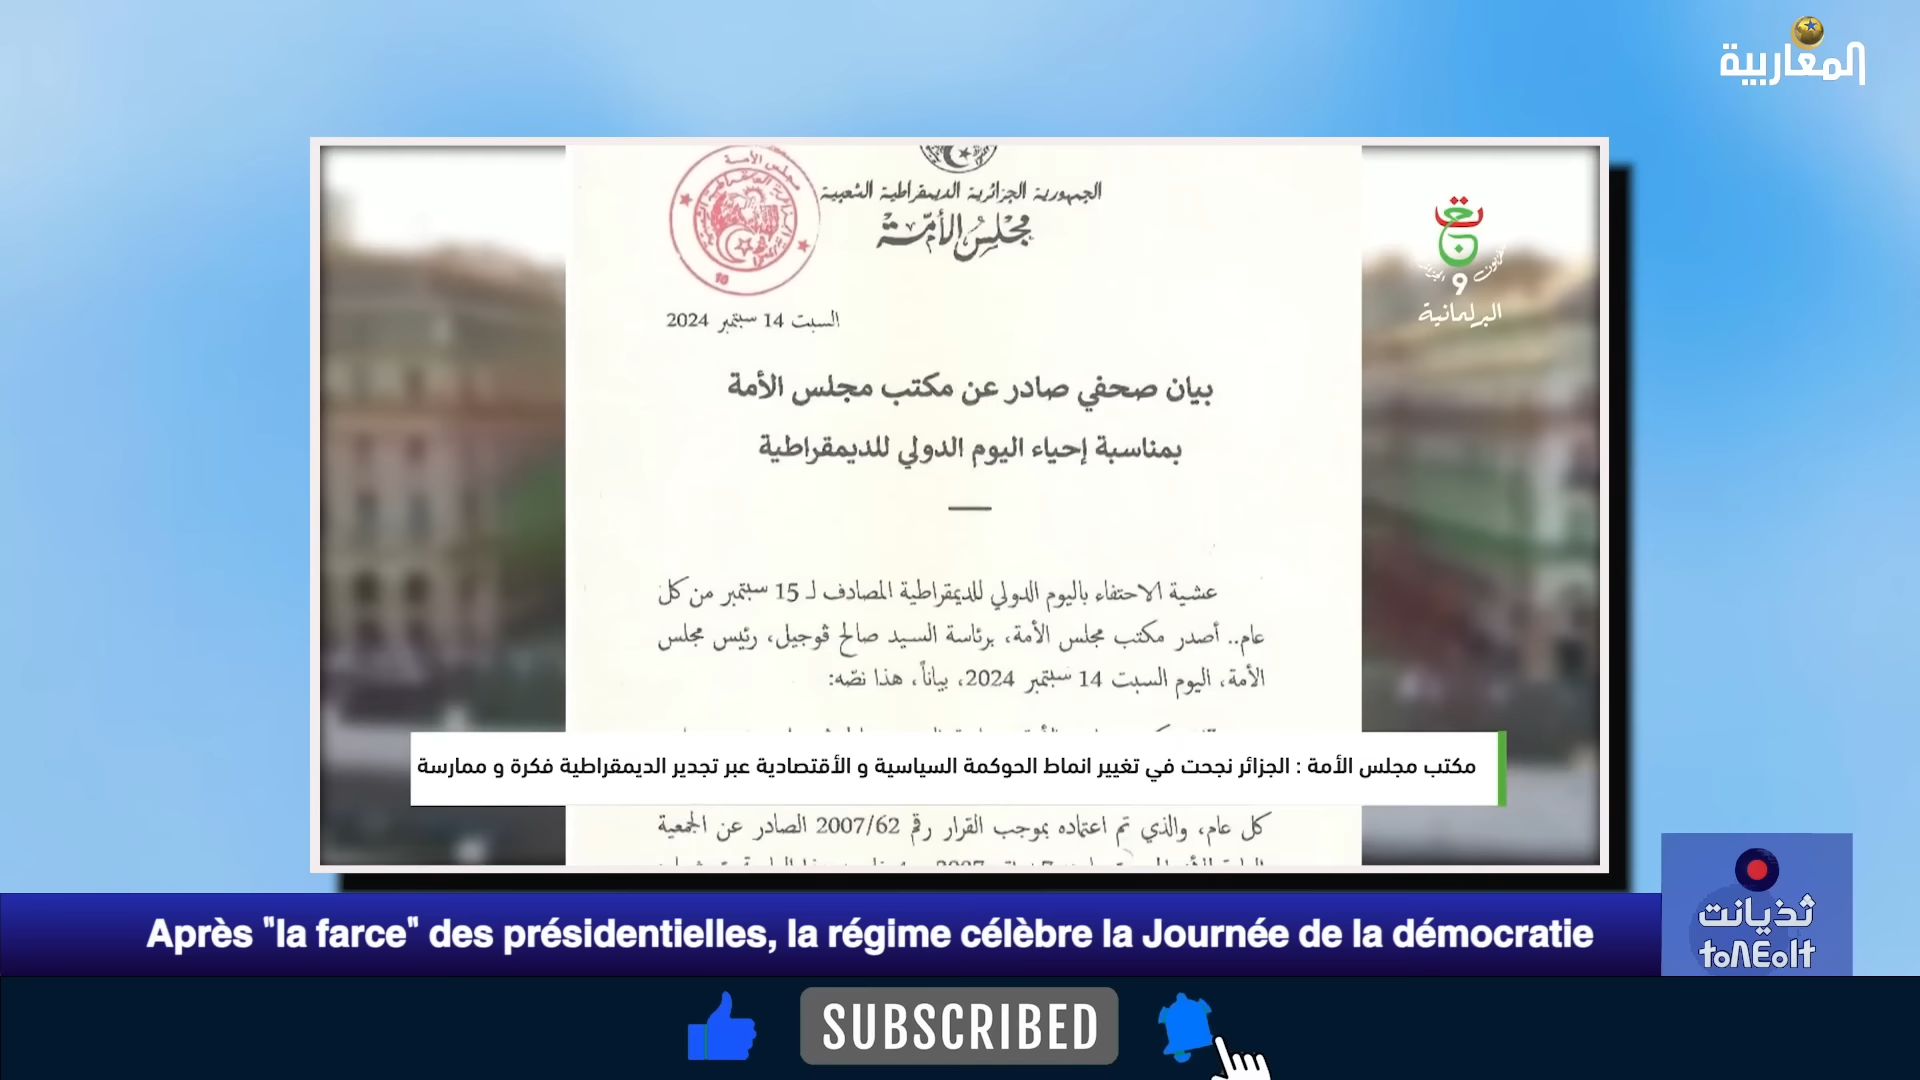 المغاربية
مجلس الأمة
10
الجمهورية الجزائرية الديمقراطية الشعبية
مجلس الأمّة
السبت 14 سبتمبر 2024
بيان صحفي صادر عن مكتب مجلس الأمة
بمناسبة إحياء اليوم الدولي للديمقراطية
عشية الاحتفاء باليوم الدولي للديمقراطية المصادف لـ 15 سبتمبر من كل
عام.. أصدر مكتب مجلس الأمة، برئاسة السيد صالح ڤوجيل، رئيس مجلس
الأمة، اليوم السبت 14 سبتمبر 2024، بياناً، هذا نصّه:
مكتب مجلس الأمة : الجزائر نجحت في تغيير انماط الحوكمة السياسية و الأقتصادية عبر تجدير الديمقراطية فكرة و ممارسة
كل عام، والذي تم اعتماده بموجب القرار رقم 2007/62 الصادر عن الجمعية
9
البرلمانية
Après "la farce" des présidentielles, la régime célèbre la Journée de la démocratie
ثذيانت
SUBSCRIBED